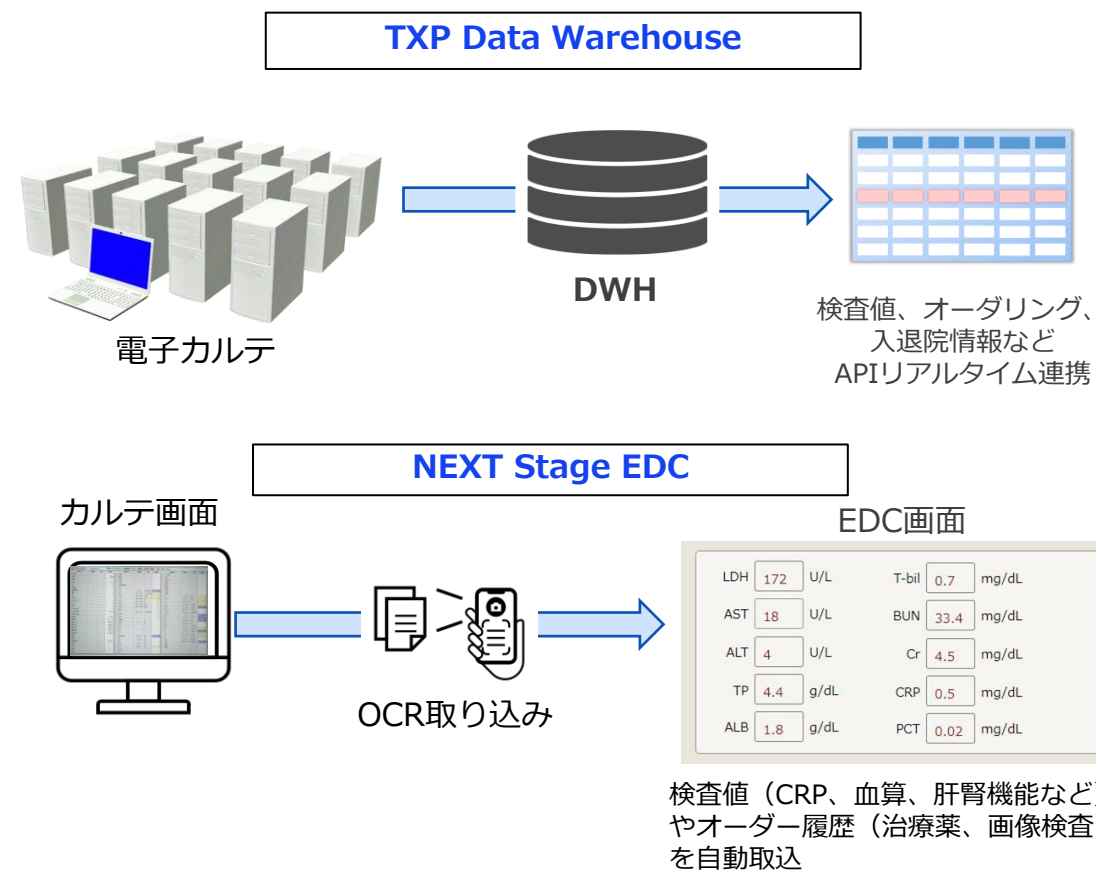 TXP Data Warehouse
電子カルテ
DWH
検査値、オーダリング、
入退院情報など
APIリアルタイム連携
NEXT Stage EDC
カルテ画面
OCR取り込み
EDC画面
LDH 172 U/L T-bil 0.7 mg/dL
AST 18 U/L BUN 33.4 mg/dL
ALT 4 U/L Cr 4.5 mg/dL
TP 4.4 g/dL CRP 0.5 mg/dL
ALB 1.8 g/dL PCT 0.02 mg/dL
検査値（CRP、血算、肝腎機能など）
やオーダー履歴（治療薬、画像検査）
を自動取込